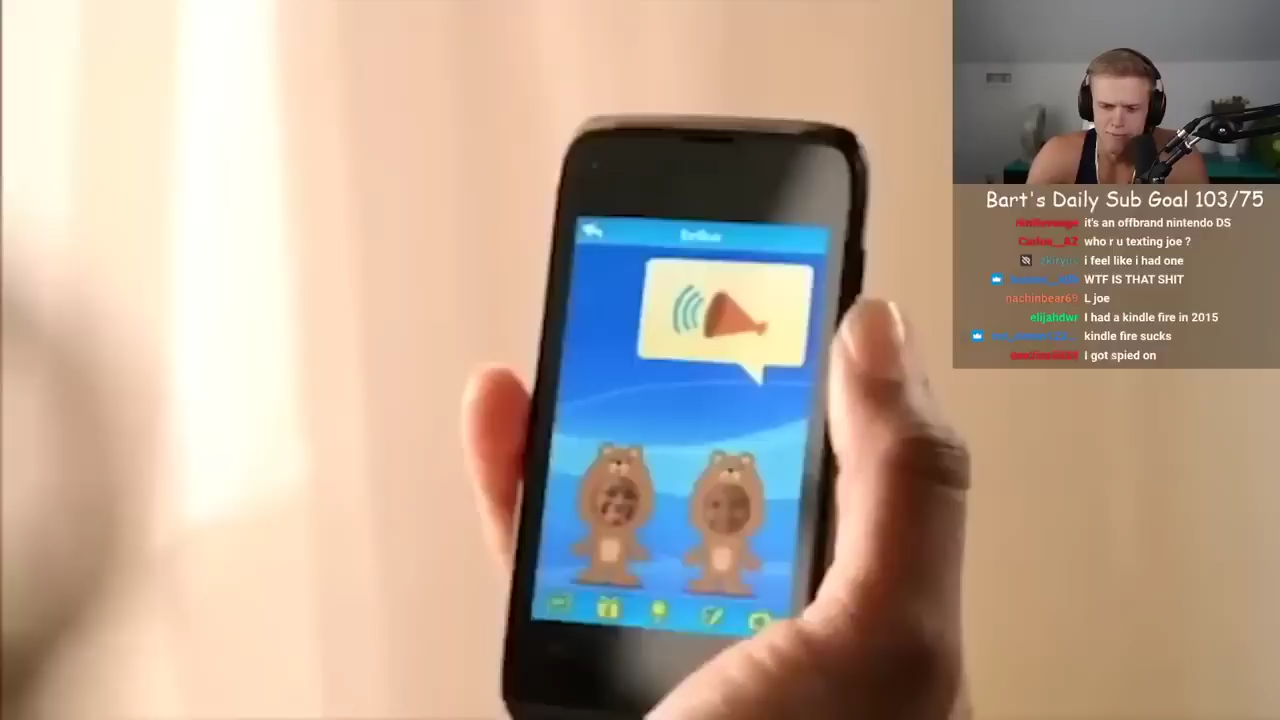 Bart's Daily Sub Goal 103/75
it's an offbrand nintendo DS
who r u texting joe ?
i feel like i had one
WTF IS THAT SHIT
nachinbear69 L joe
elijahdwr I had a kindle fire in 2015
kindle fire sucks
I got spied on